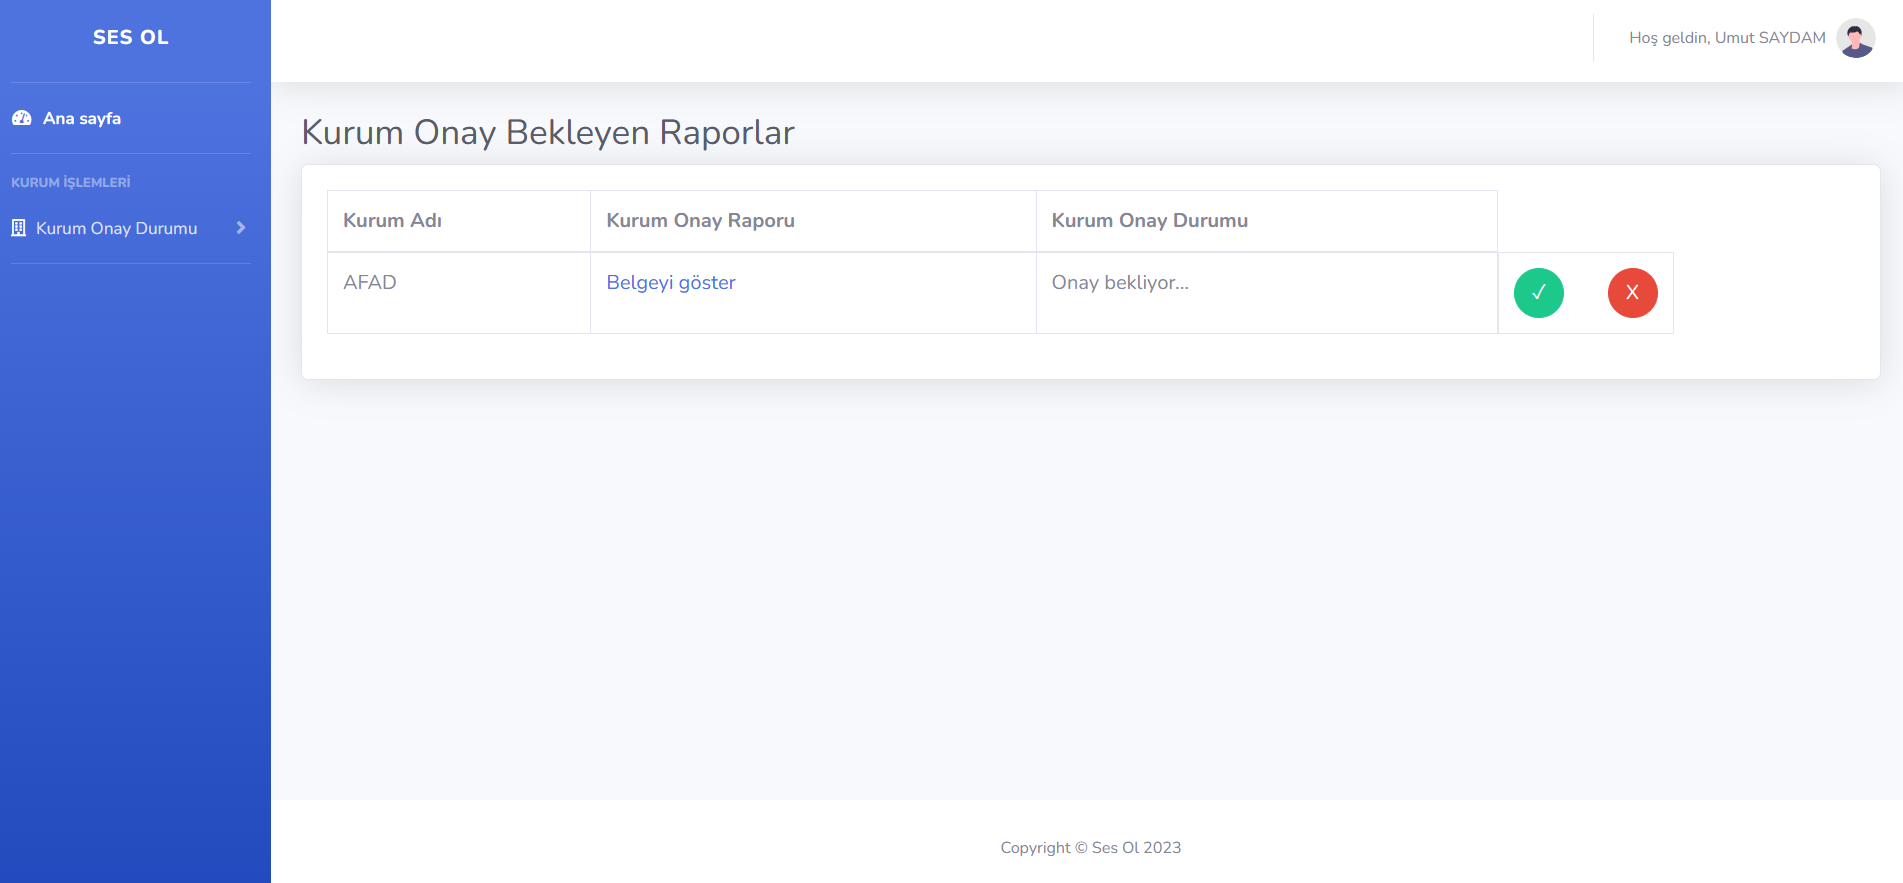 SES OL
Hoş geldin, Umut SAYDAM
Ana sayfa
KURUM İŞLEMLERİ
Kurum Onay Durumu
Kurum Onay Bekleyen Raporlar
Kurum Adı Kurum Onay Raporu Kurum Onay Durumu
AFAD Belgeyi göster Onay bekliyor... ✓ X
Copyright © Ses Ol 2023